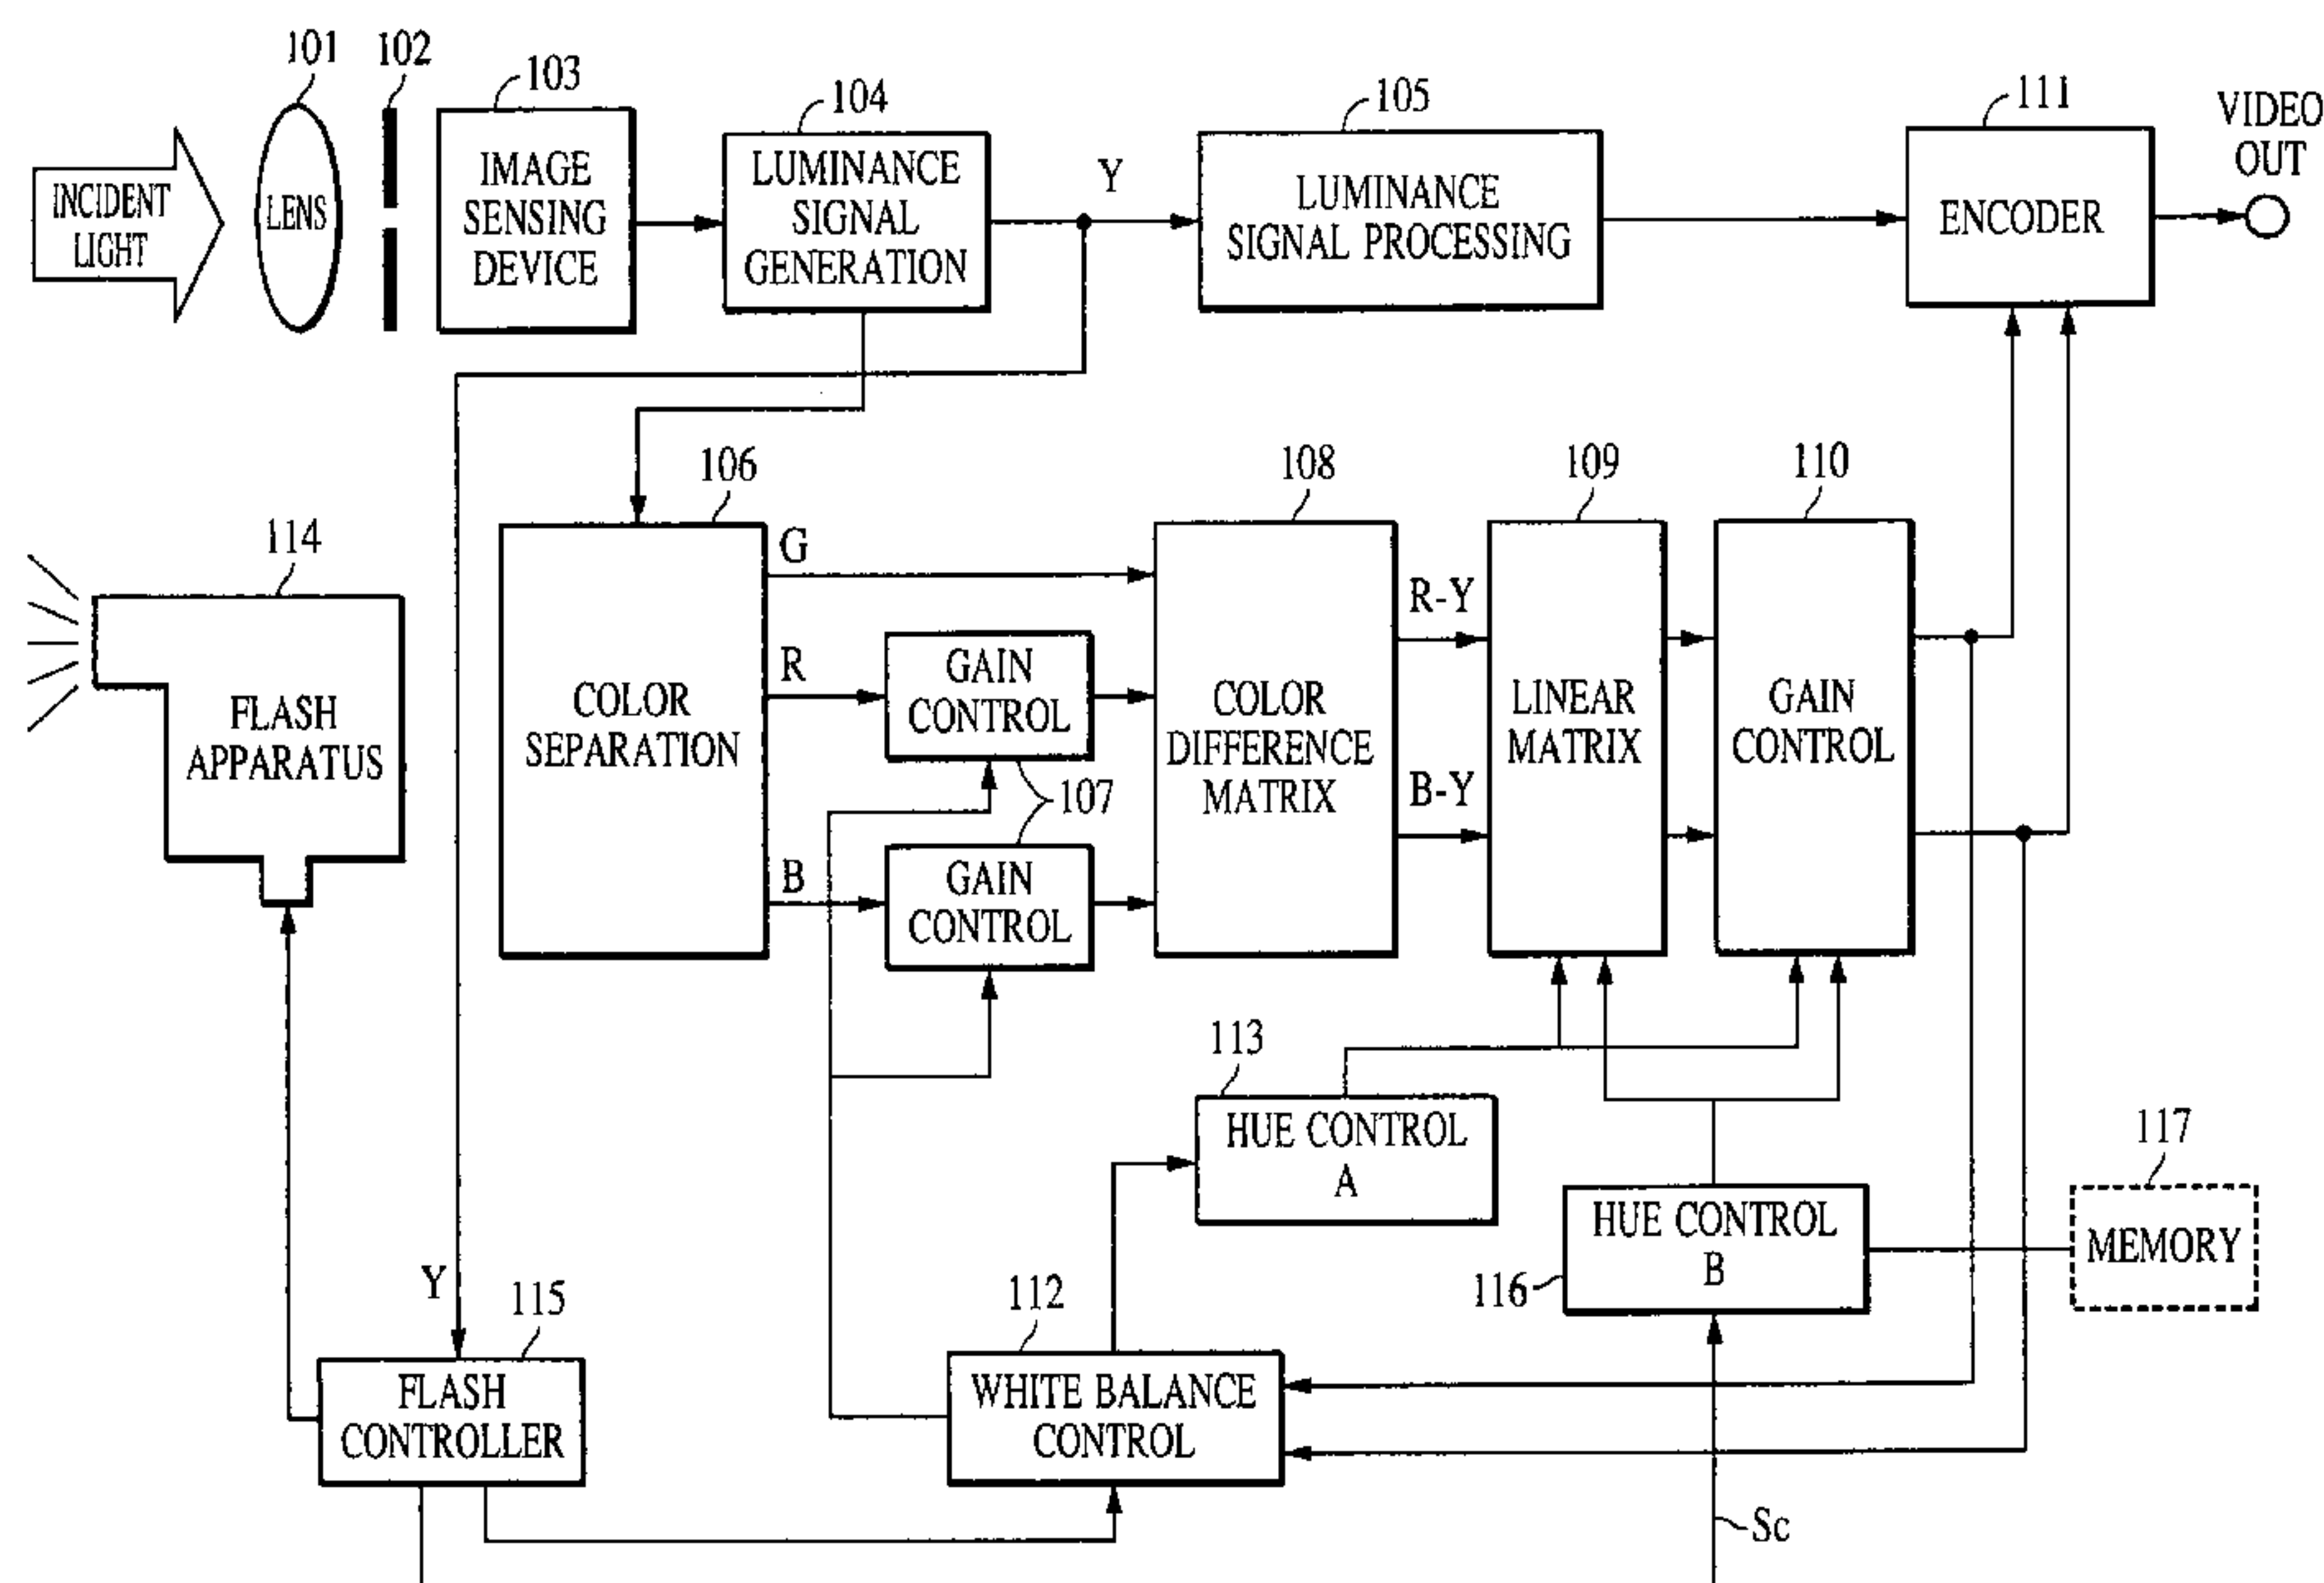 101
102
103
104
105
111
VIDEO
OUT
INCIDENT
LIGHT
LENS
IMAGE
SENSING
DEVICE
LUMINANCE
SIGNAL
GENERATION
Y
LUMINANCE
SIGNAL PROCESSING
ENCODER
106
108
109
110
114
FLASH
APPARATUS
COLOR
SEPARATION
G
R
B
GAIN
CONTROL
107
GAIN
CONTROL
COLOR
DIFFERENCE
MATRIX
R-Y
B-Y
LINEAR
MATRIX
GAIN
CONTROL
113
HUE CONTROL
A
117
HUE CONTROL
B
116
MEMORY
Y
115
FLASH
CONTROLLER
112
WHITE BALANCE
CONTROL
Sc